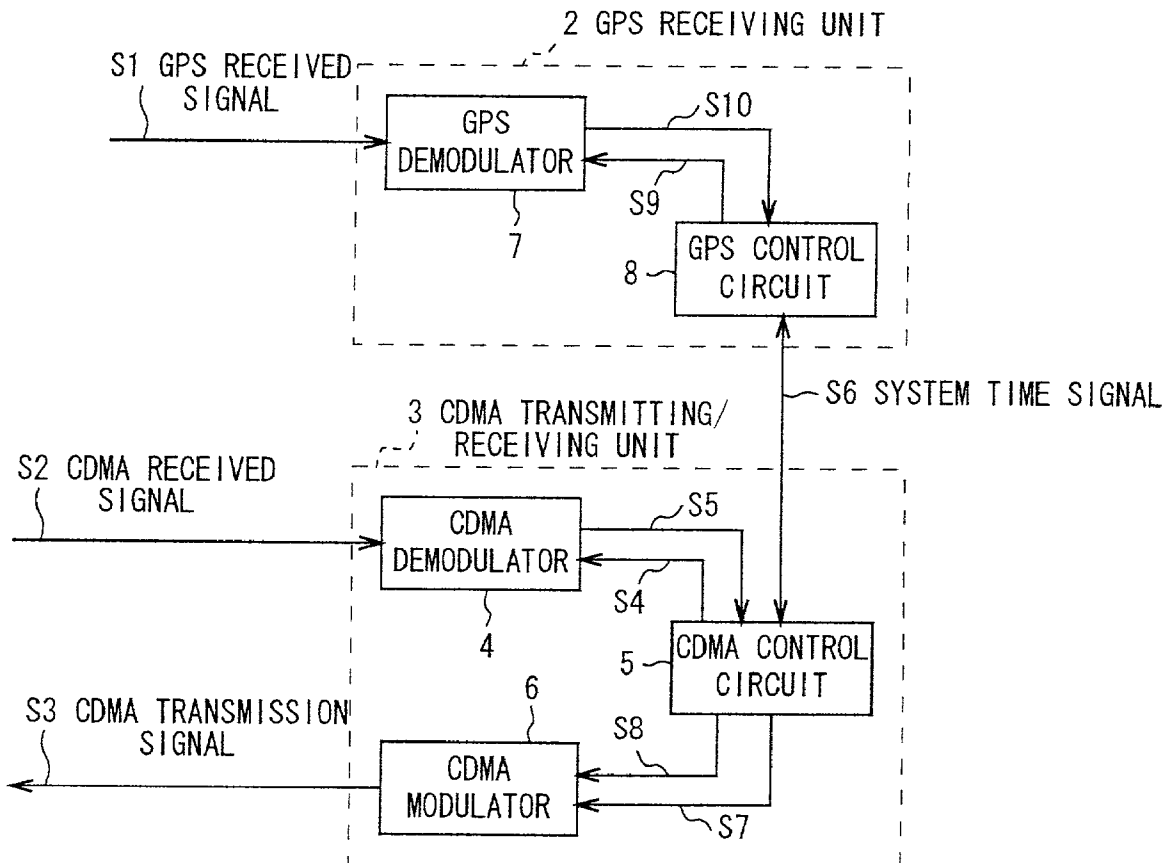 2 GPS RECEIVING UNIT
S1 GPS RECEIVED
SIGNAL
GPS
DEMODULATOR
7
S10
S9
GPS CONTROL
CIRCUIT
8
S6 SYSTEM TIME SIGNAL
3 CDMA TRANSMITTING/
RECEIVING UNIT
S2 CDMA RECEIVED
SIGNAL
CDMA
DEMODULATOR
4
S5
S4
CDMA CONTROL
CIRCUIT
5
S3 CDMA TRANSMISSION
SIGNAL
6
CDMA
MODULATOR
S8
S7